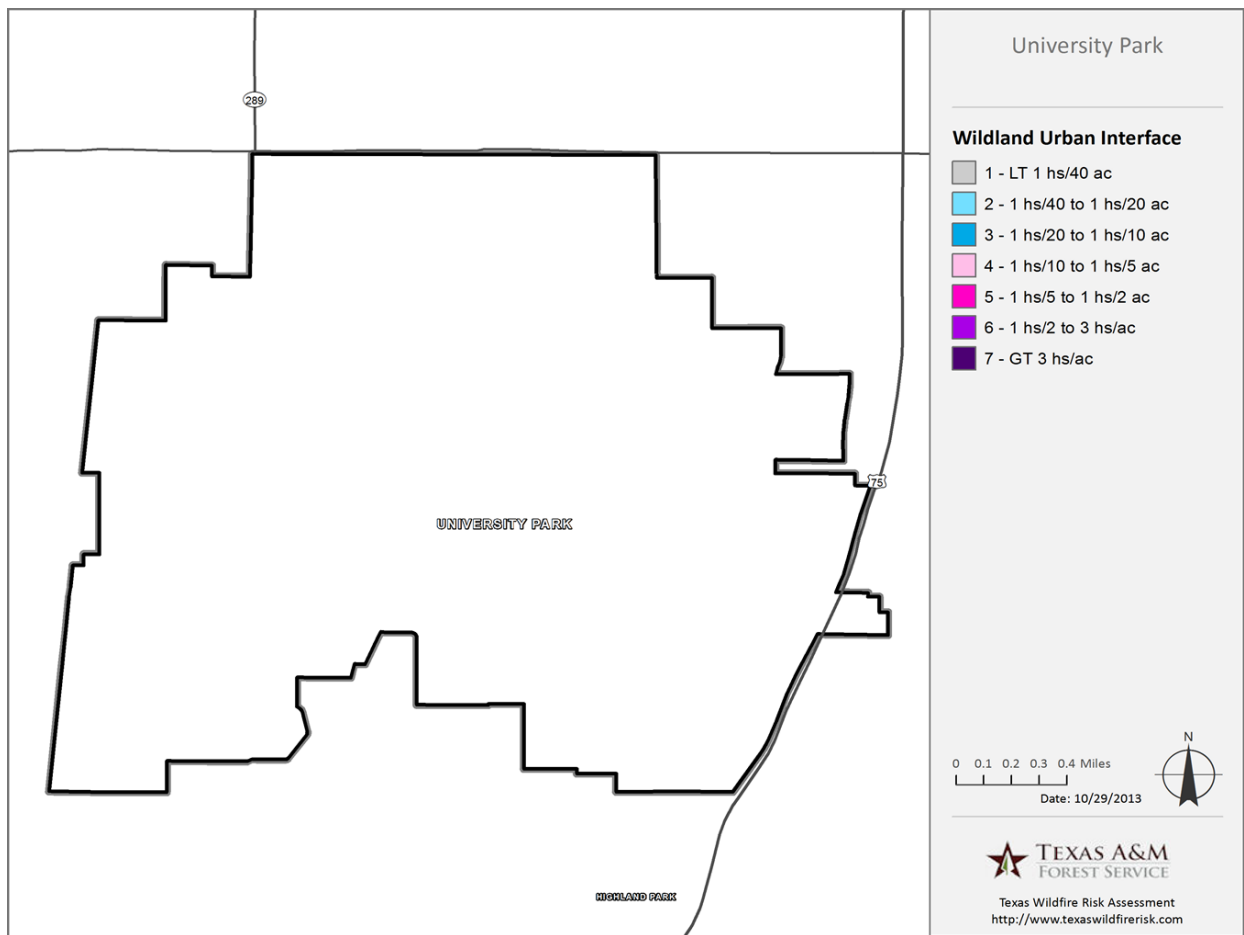 289
75
UNIVERSITY PARK
HIGHLAND PARK
University Park
Wildland Urban Interface
1 - LT 1 hs/40 ac
2 - 1 hs/40 to 1 hs/20 ac
3 - 1 hs/20 to 1 hs/10 ac
4 - 1 hs/10 to 1 hs/5 ac
5 - 1 hs/5 to 1 hs/2 ac
6 - 1 hs/2 to 3 hs/ac
7 - GT 3 hs/ac
N
0 0.1 0.2 0.3 0.4 Miles
Date: 10/29/2013
TEXAS A&M
FOREST SERVICE
Texas Wildfire Risk Assessment
http://www.texaswildfirerisk.com